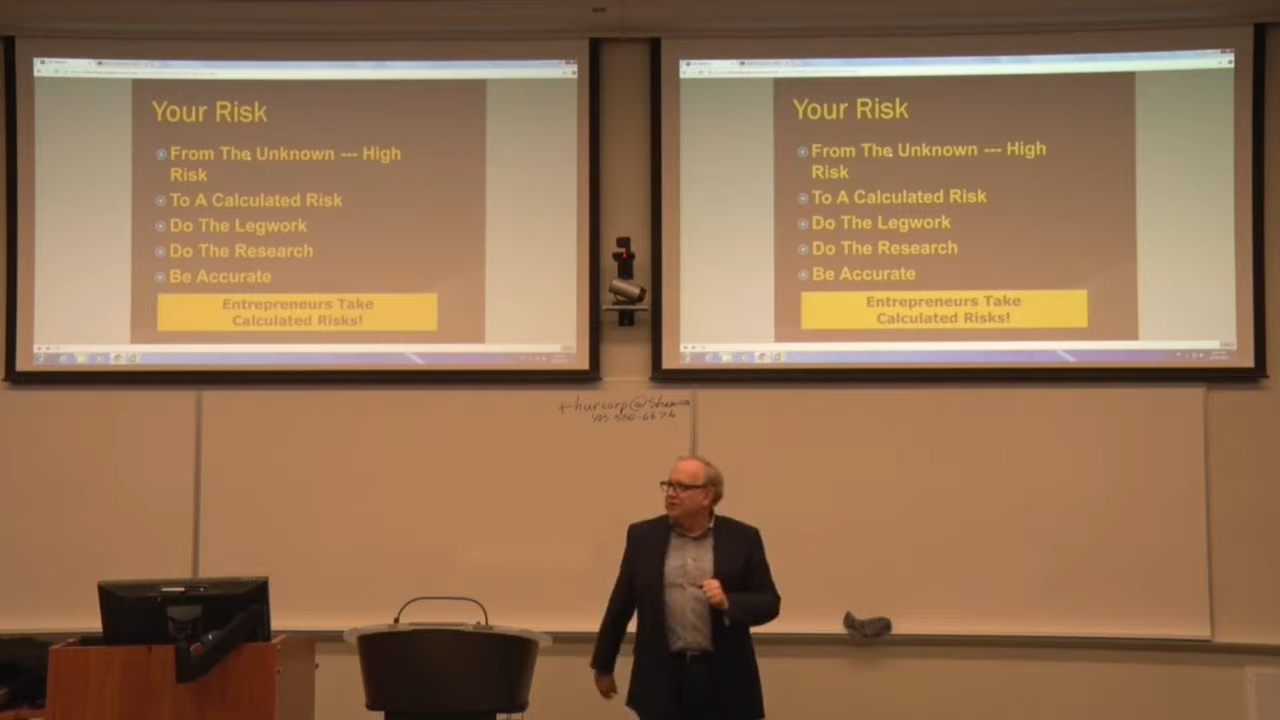 Your Risk
From The Unknown --- High
Risk
To A Calculated Risk
Do The Legwork
Do The Research
Be Accurate
Entrepreneurs Take
Calculated Risks!
Your Risk
From The Unknown --- High
Risk
To A Calculated Risk
Do The Legwork
Do The Research
Be Accurate
Entrepreneurs Take
Calculated Risks!